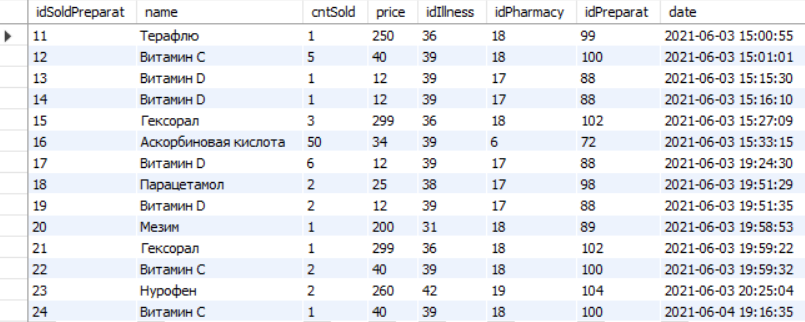 idSoldPreparat name cntSold price idIllness idPharmacy idPreparat date
11 Терафлю 1 250 36 18 99 2021-06-03 15:00:55
12 Витамин С 5 40 39 18 100 2021-06-03 15:01:01
13 Витамин D 1 12 39 17 88 2021-06-03 15:15:30
14 Витамин D 1 12 39 17 88 2021-06-03 15:16:10
15 Гексорал 3 299 36 18 102 2021-06-03 15:27:09
16 Аскорбиновая кислота 50 34 39 6 72 2021-06-03 15:33:15
17 Витамин D 6 12 39 17 88 2021-06-03 19:24:30
18 Парацетамол 2 25 38 17 98 2021-06-03 19:51:29
19 Витамин D 2 12 39 17 88 2021-06-03 19:51:35
20 Мезим 1 200 31 18 89 2021-06-03 19:58:53
21 Гексорал 1 299 36 18 102 2021-06-03 19:59:22
22 Витамин С 2 40 39 18 100 2021-06-03 19:59:32
23 Нурофен 2 260 42 19 104 2021-06-03 20:25:04
24 Витамин С 1 40 39 18 100 2021-06-04 19:16:35